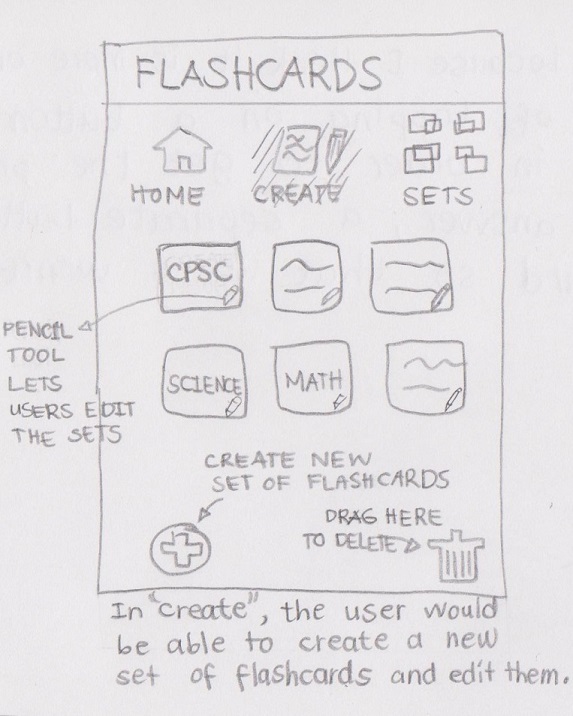 FLASHCARDS
HOME
CREATE
SETS
CPSC
PENCIL
TOOL
LETS
USERS EDIT
THE SETS
SCIENCE
MATH
CREATE NEW
SET OF FLASHCARDS
DRAG HERE
TO DELETE
In "create", the user would
be able to create a new
set of flashcards and edit them.